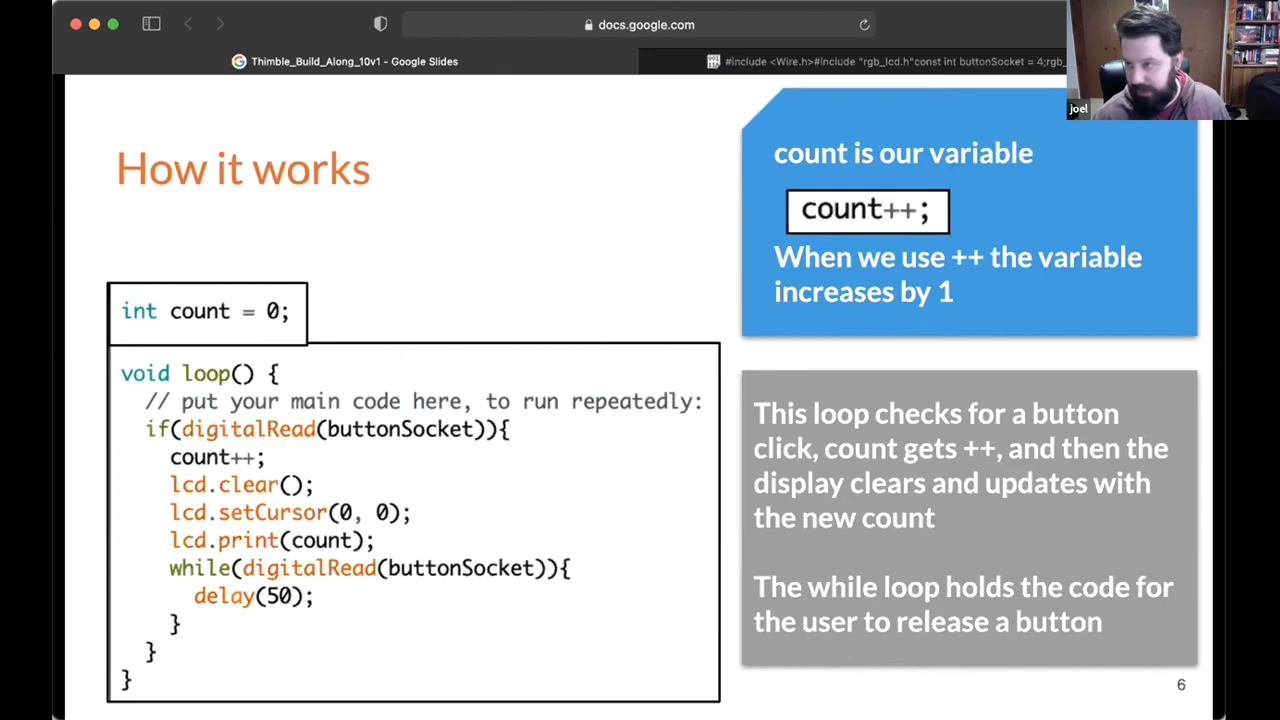 docs.google.com
Thimble_Build_Along_10v1 - Google Slides
#include <Wire.h>#include "rgb_lcd.h"const int buttonSocket = 4;rgb_
joel
How it works
count is our variable
count++;
When we use ++ the variable
increases by 1
int count = 0;
void loop() {
// put your main code here, to run repeatedly:
if(digitalRead(buttonSocket)){
count++;
lcd.clear();
lcd.setCursor(0, 0);
lcd.print(count);
while(digitalRead(buttonSocket)){
delay(50);
}
}
}
This loop checks for a button
click, count gets ++, and then the
display clears and updates with
the new count
The while loop holds the code for
the user to release a button
6